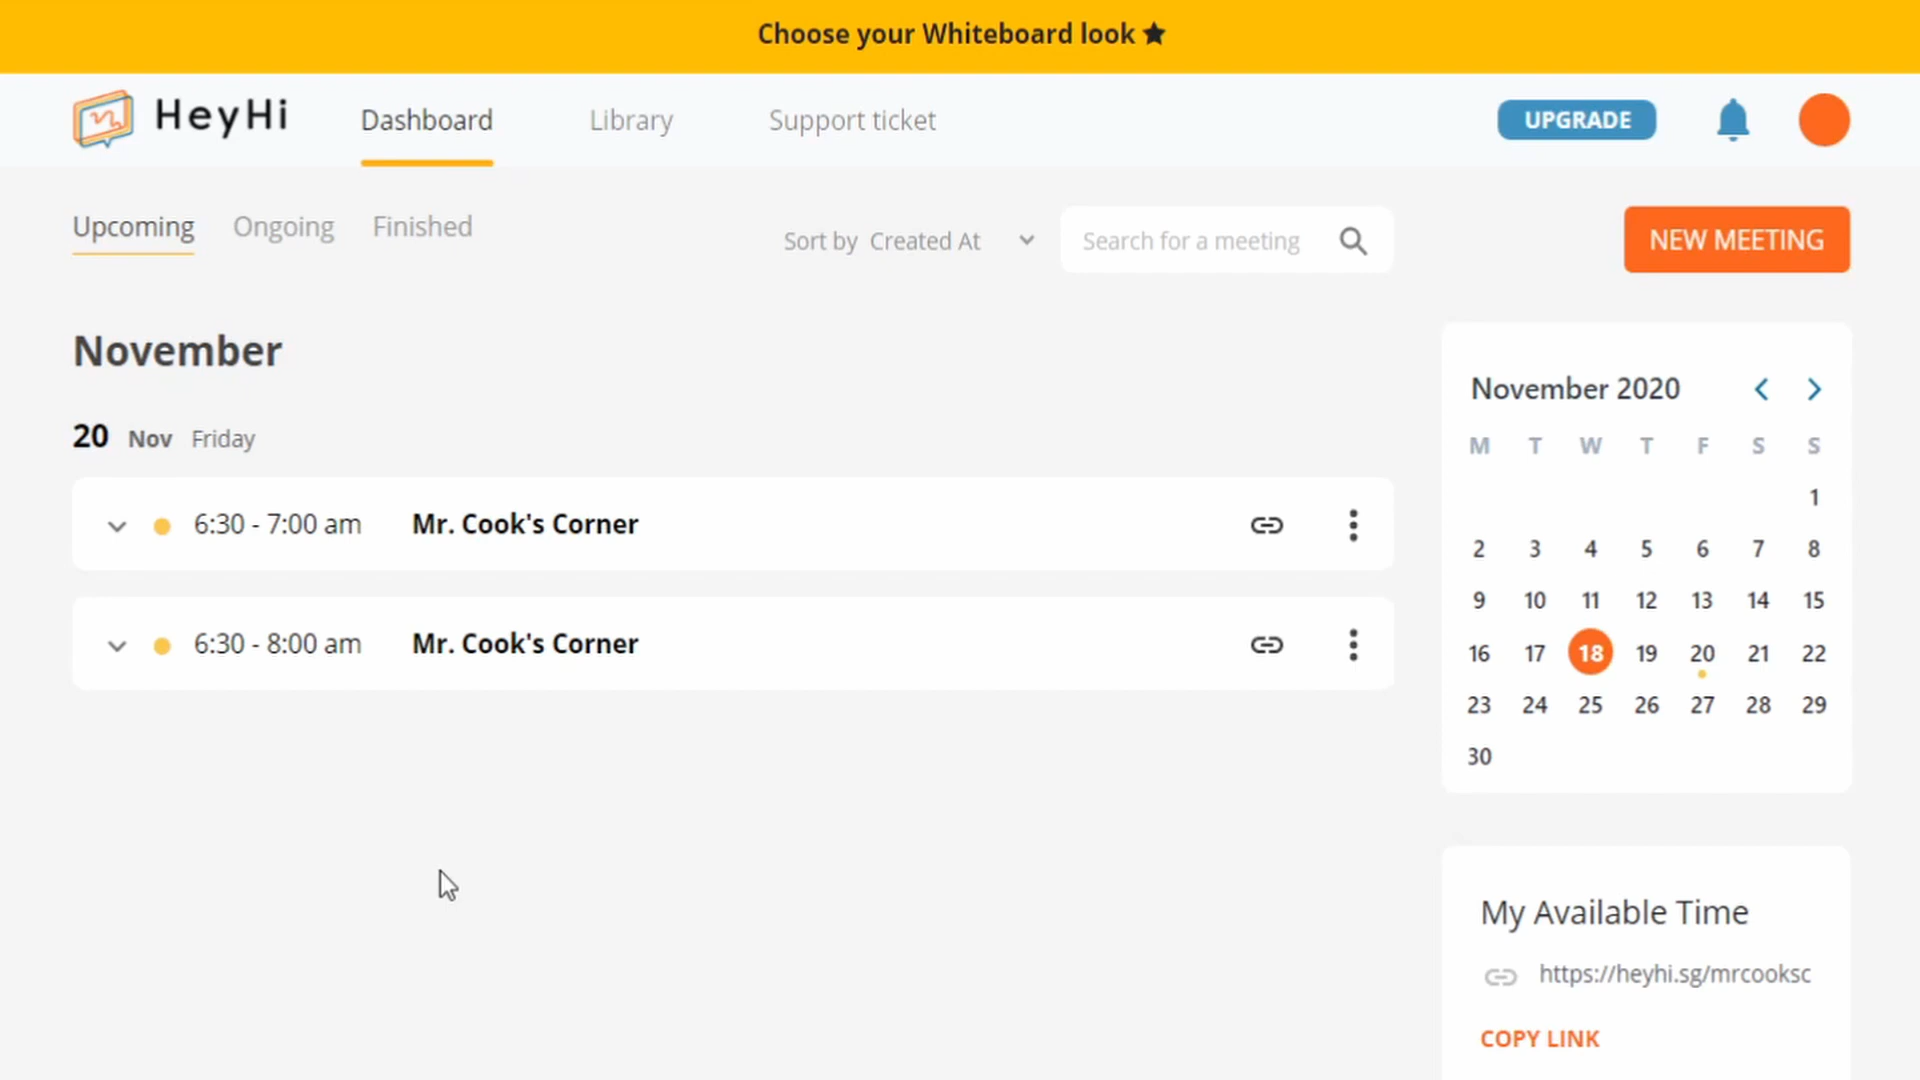 Choose your Whiteboard look ★
HeyHi
Dashboard
Library
Support ticket
UPGRADE
Upcoming
Ongoing
Finished
Sort by Created At
Search for a meeting
NEW MEETING
November
20 Nov Friday
6:30 - 7:00 am Mr. Cook's Corner
6:30 - 8:00 am Mr. Cook's Corner
November 2020
M T W T F S S
1
2 3 4 5 6 7 8
9 10 11 12 13 14 15
16 17 18 19 20 21 22
23 24 25 26 27 28 29
30
My Available Time
https://heyhi.sg/mrcooksc
COPY LINK